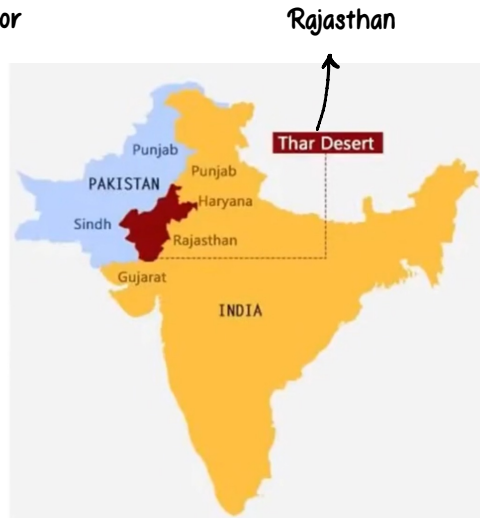 or
Rajasthan
Thar Desert
Punjab
Punjab
PAKISTAN
Haryana
Sindh
Rajasthan
Gujarat
INDIA